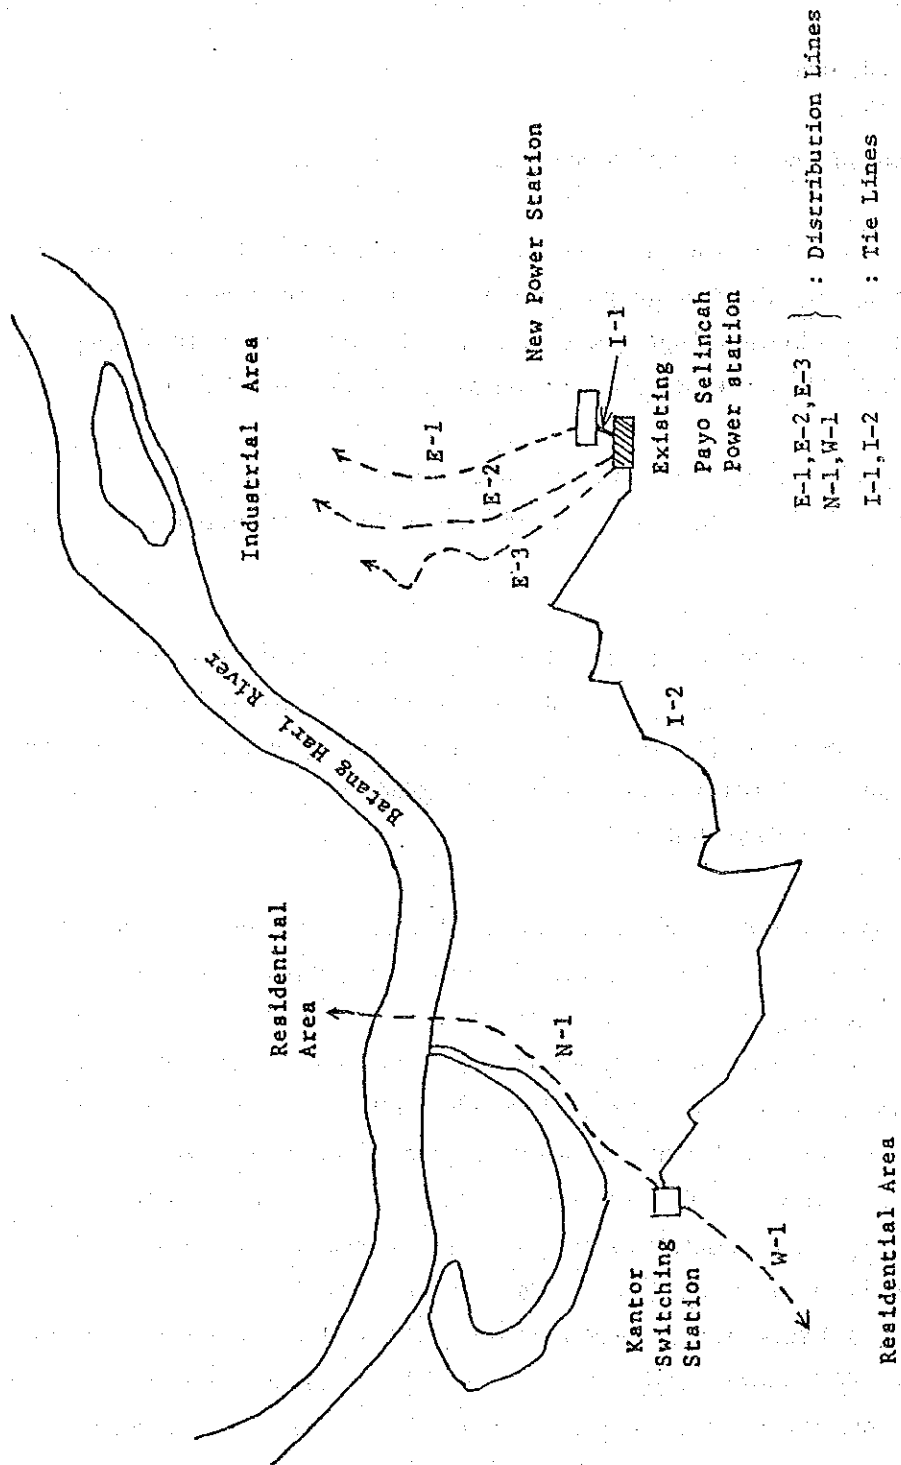 Residential
Area
Industrial Area
Batang Hari River
New Power Station
E-1
E-2
E-3
I-1
Existing
Payo Selincah
Power station
N-1
I-2
Kantor
Switching
Station
W-1
Residential Area
E-1,E-2,E-3
N-1,W-1 } : Distribution Lines
I-1,I-2 : Tie Lines